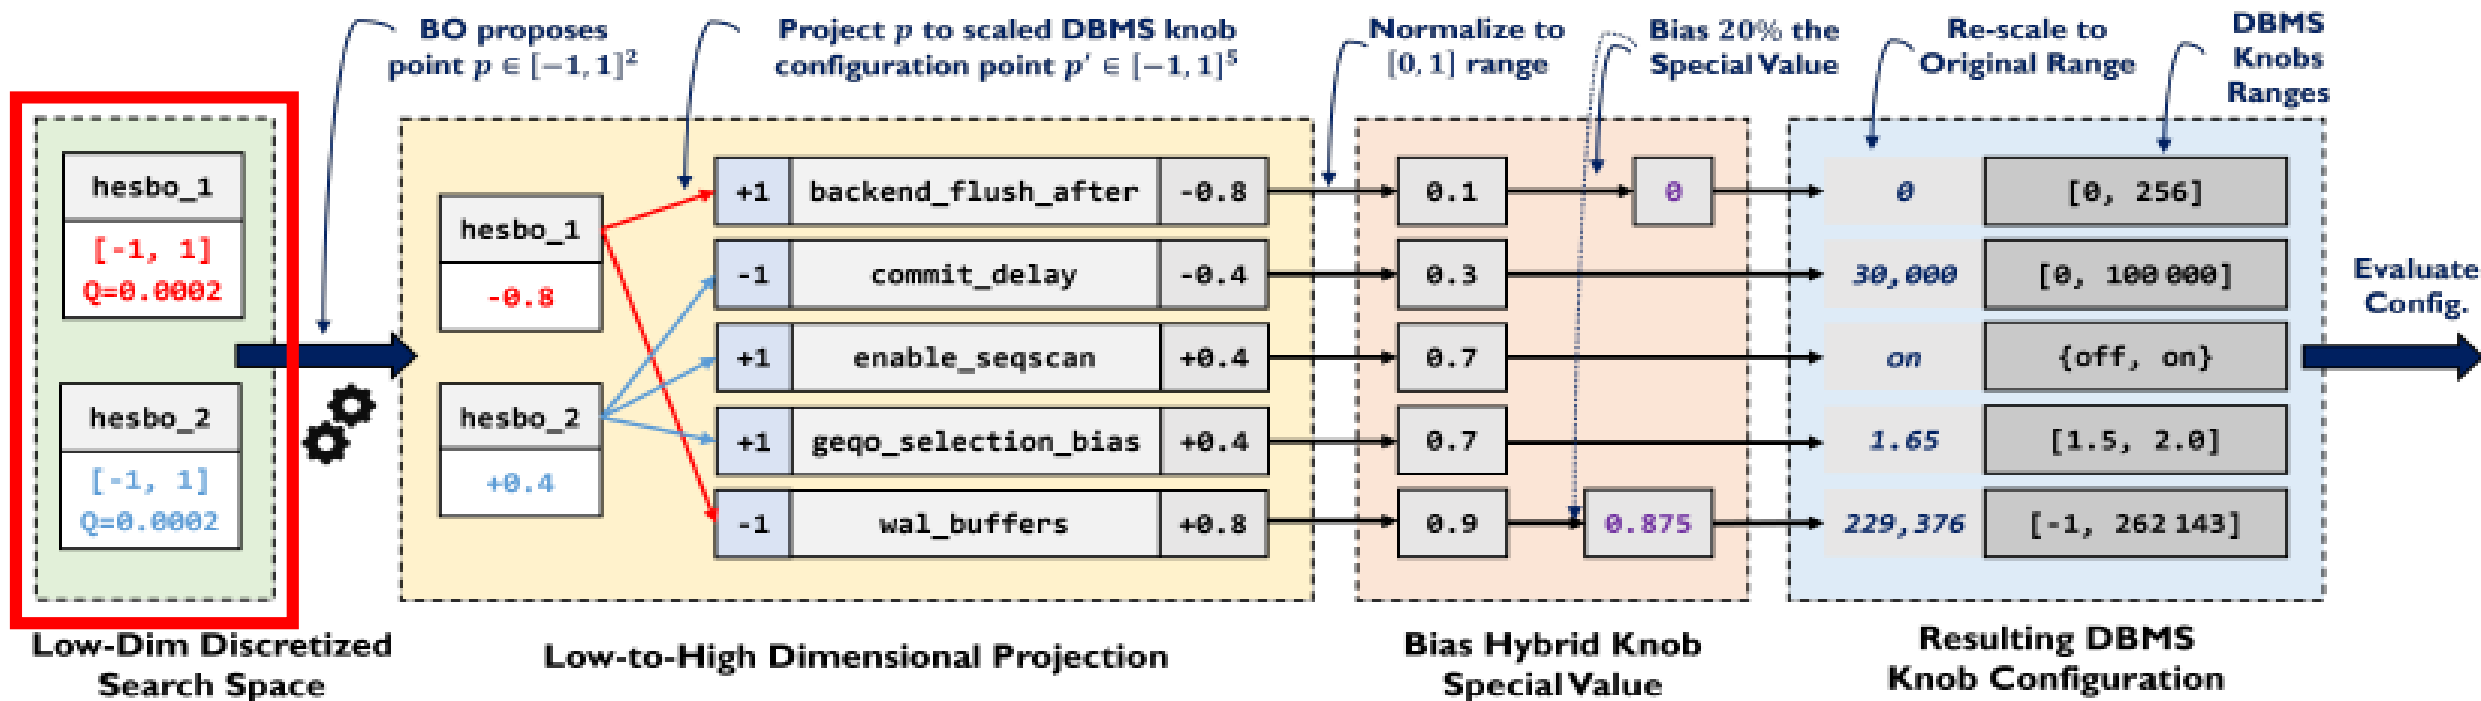 BO proposes
point p ∈ [−1, 1]²
Project p to scaled DBMS knob
configuration point p′ ∈ [−1, 1]⁵
Normalize to
[0, 1] range
Bias 20% the
Special Value
Re-scale to
Original Range
DBMS
Knobs
Ranges
hesbo_1
[-1, 1]
Q=0.0002
hesbo_2
[-1, 1]
Q=0.0002
Low-Dim Discretized
Search Space
hesbo_1
-0.8
hesbo_2
+0.4
+1 backend_flush_after -0.8
-1 commit_delay -0.4
+1 enable_seqscan +0.4
+1 geqo_selection_bias +0.4
-1 wal_buffers +0.8
Low-to-High Dimensional Projection
0.1 0
0.3
0.7
0.7
0.9 0.875
Bias Hybrid Knob
Special Value
0 [0, 256]
30,000 [0, 100 000]
on {off, on}
1.65 [1.5, 2.0]
229,376 [-1, 262 143]
Resulting DBMS
Knob Configuration
Evaluate
Config.